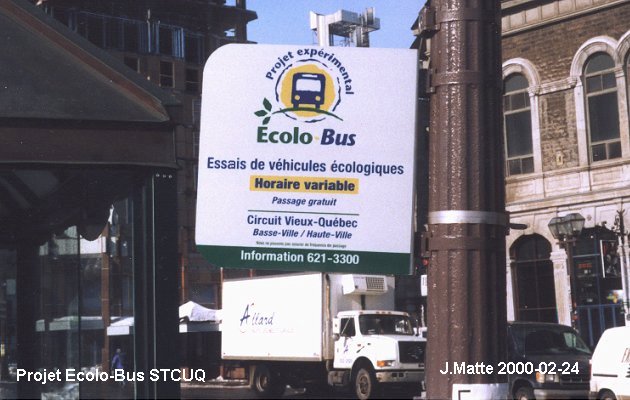 Projet expérimental
Écolo-Bus
Essais de véhicules écologiques
Horaire variable
Passage gratuit
Circuit Vieux-Québec
Basse-Ville / Haute-Ville
Information 621-3300
Allard
J.Matte 2000-02-24
Projet Ecolo-Bus STCUQ